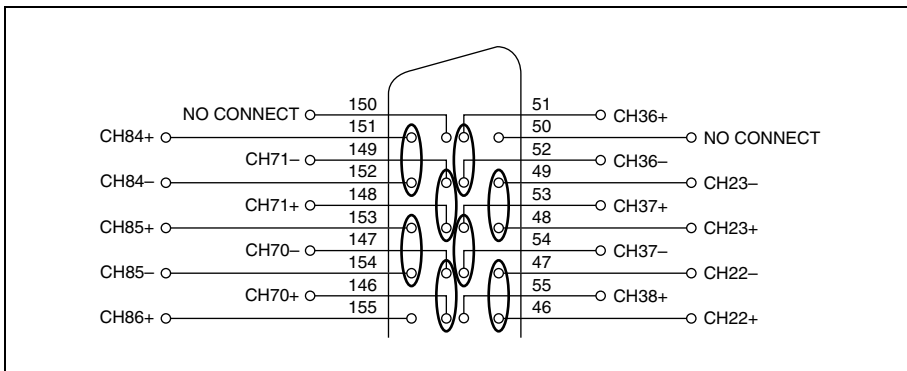 NO CONNECT 150 51 CH36+
CH84+ 151 50 NO CONNECT
CH71– 149 52 CH36–
CH84– 152 49 CH23–
CH71+ 148 53 CH37+
CH85+ 153 48 CH23+
CH70– 147 54 CH37–
CH85– 154 47 CH22–
CH70+ 146 55 CH38+
CH86+ 155 46 CH22+